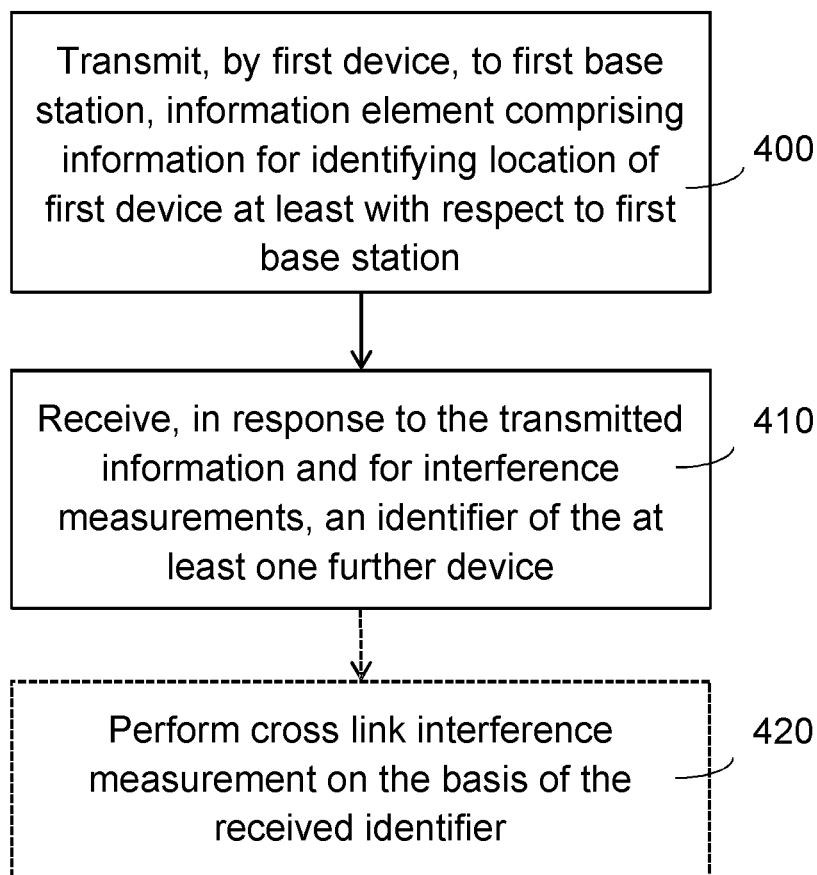 Transmit, by first device, to first base
station, information element comprising
information for identifying location of
first device at least with respect to first
base station
400
Receive, in response to the transmitted
information and for interference
measurements, an identifier of the at
least one further device
410
Perform cross link interference
measurement on the basis of the
received identifier
420